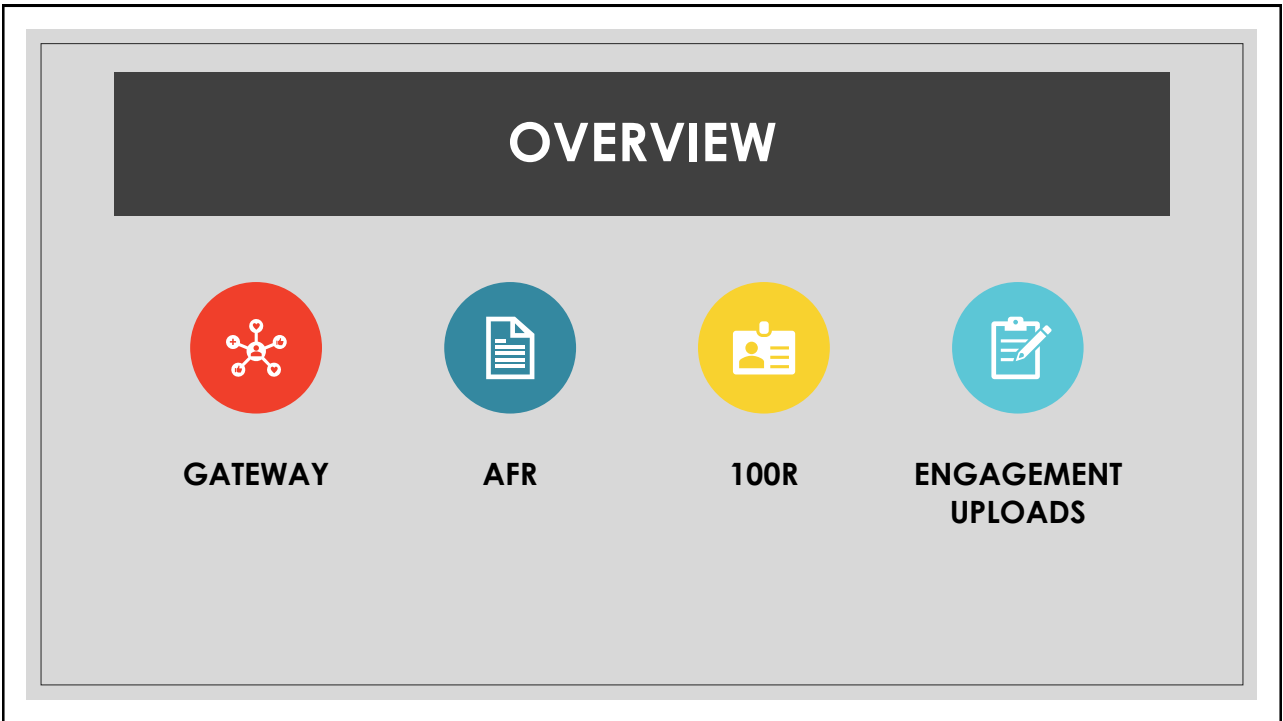 OVERVIEW
GATEWAY
AFR
100R
ENGAGEMENT
UPLOADS